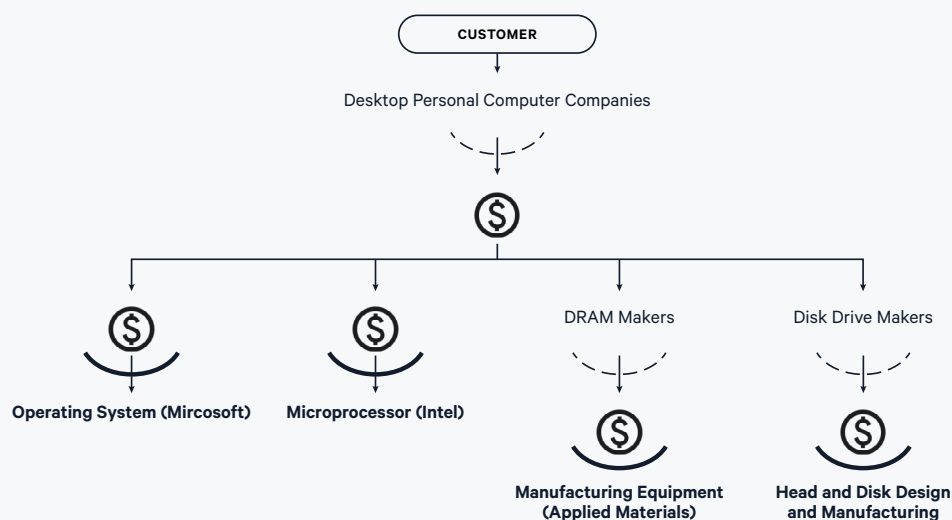 CUSTOMER
Desktop Personal Computer Companies
$
$
$
DRAM Makers
Disk Drive Makers
Operating System (Mircosoft)
Microprocessor (Intel)
$
$
Manufacturing Equipment
(Applied Materials)
Head and Disk Design
and Manufacturing